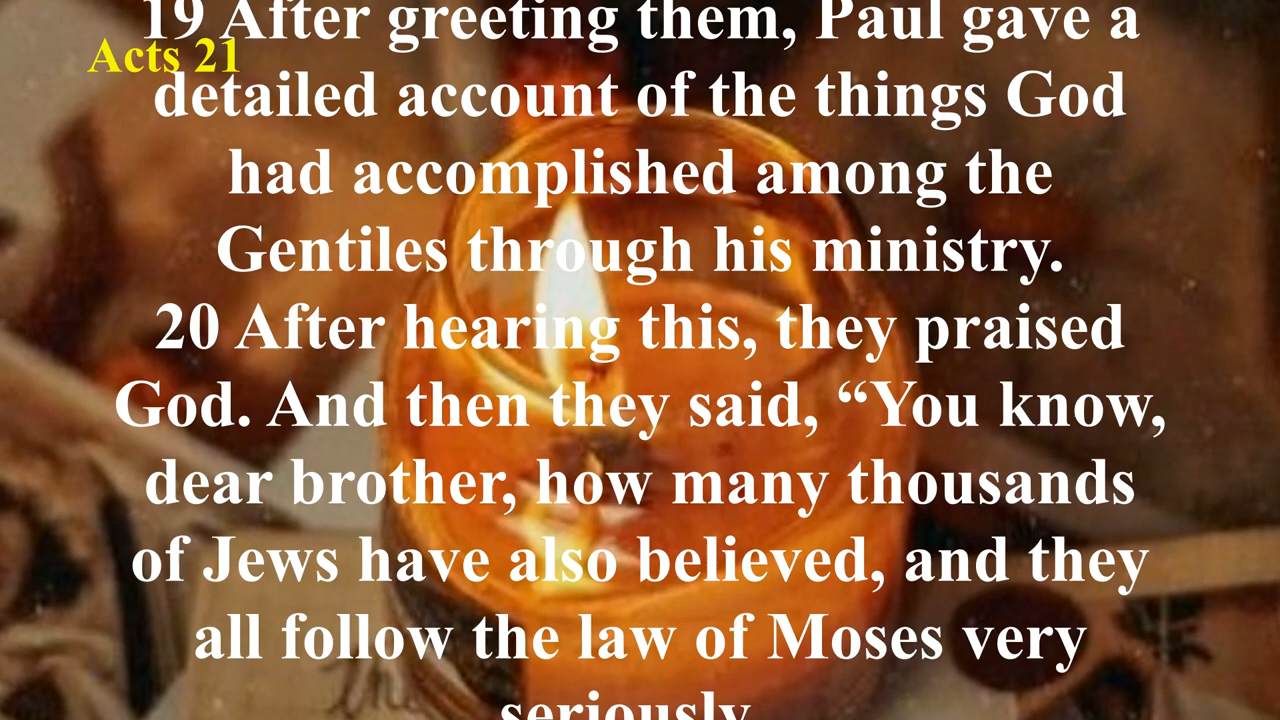 19 After greeting them, Paul gave a
Acts 21
detailed account of the things God
had accomplished among the
Gentiles through his ministry.
20 After hearing this, they praised
God. And then they said, “You know,
dear brother, how many thousands
of Jews have also believed, and they
all follow the law of Moses very
seriously.